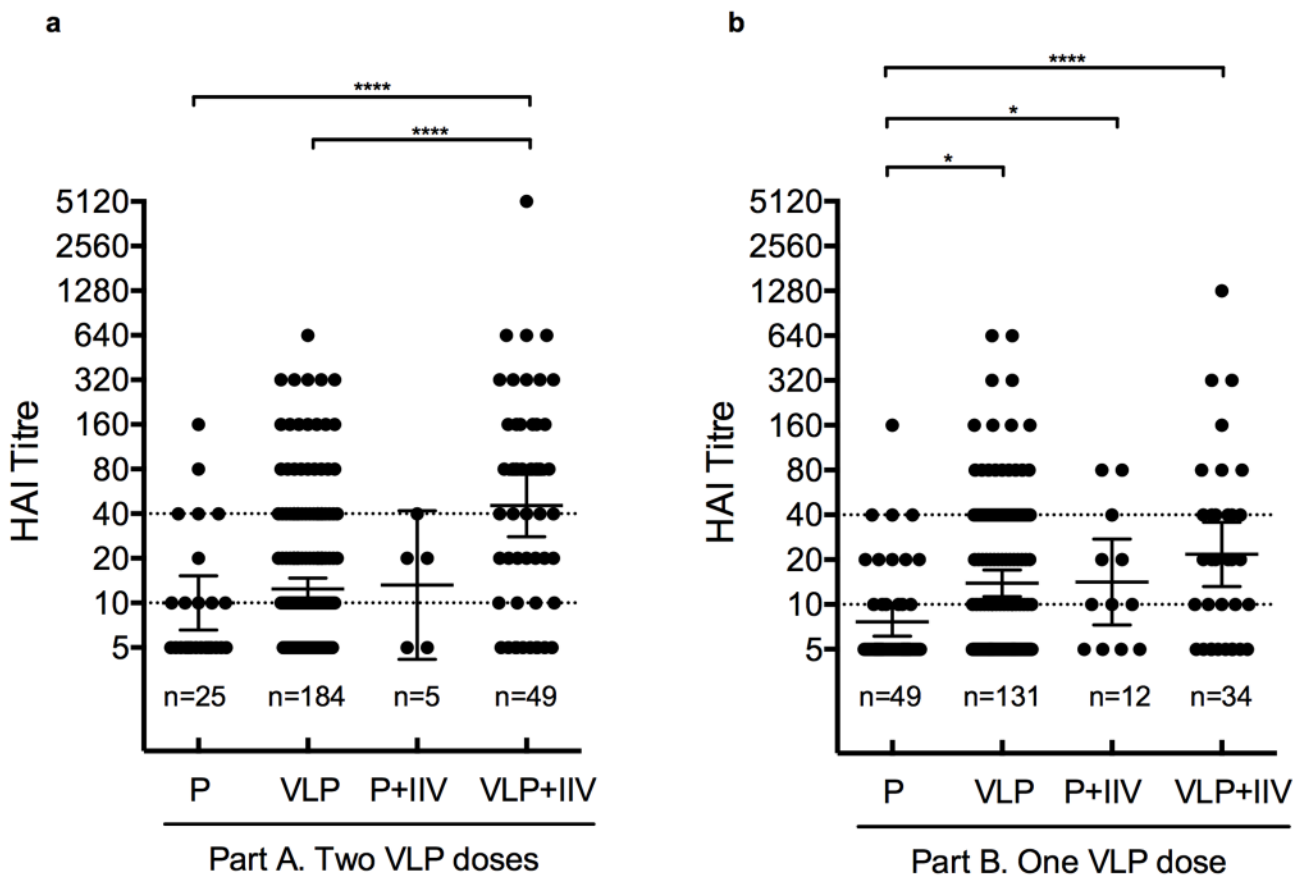 a
****
****
HAI Titre
5120
2560
1280
640
320
160
80
40
20
10
5
n=25 n=184 n=5 n=49
P VLP P+IIV VLP+IIV
Part A. Two VLP doses
b
****
*
*
HAI Titre
5120
2560
1280
640
320
160
80
40
20
10
5
n=49 n=131 n=12 n=34
P VLP P+IIV VLP+IIV
Part B. One VLP dose